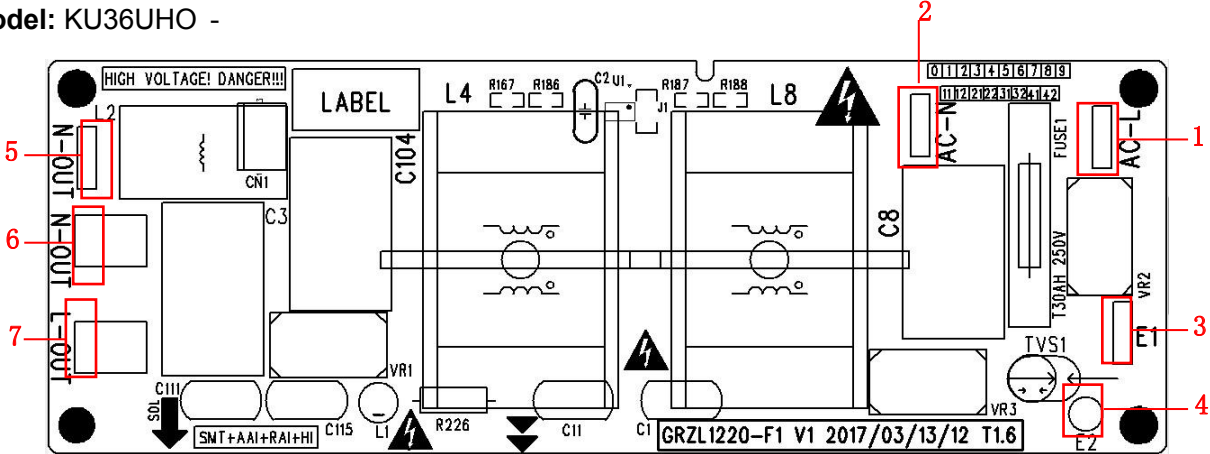 odel: KU36UHO -
2
HIGH VOLTAGE! DANGER!!!
LABEL
L4
R167
R186
C2
U1
J1
R187
R188
L8
0 1 2 3 4 5 6 7 8 9
11 12 21 22 31 32 41 42
L2
N-OUT
5
CN1
C104
AC-N
FUSE1
AC-L
1
6
N-OUT
C3
C8
T30AH 250V
VR2
7
L-OUT
3
E1
TVS1
VR1
C111
SOL
SMT+AAI+RAI+HI
C115
L1
R226
C11
C1
VR3
4
E2
GRZL1220-F1 V1 2017/03/13/12 T1.6